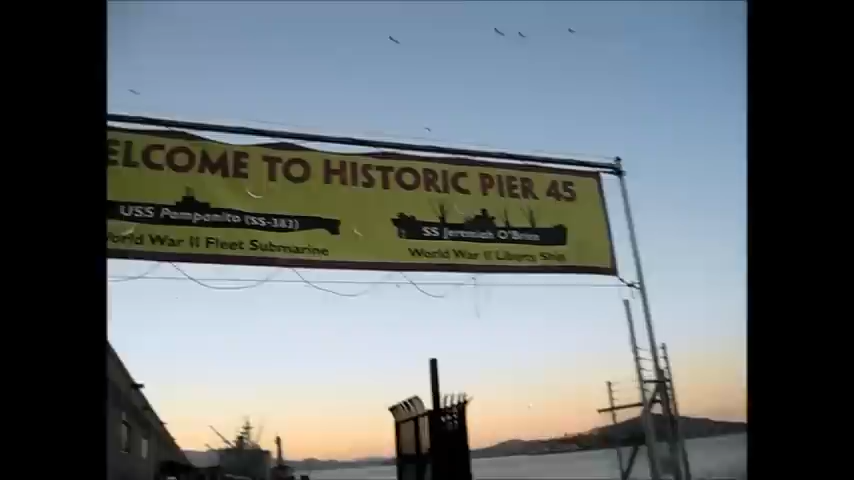 ELCOME TO HISTORIC PIER 45
USS Pampanito (SS-383)
World War II Fleet Submarine
SS Jeremiah O'Brien
World War II Liberty Ship